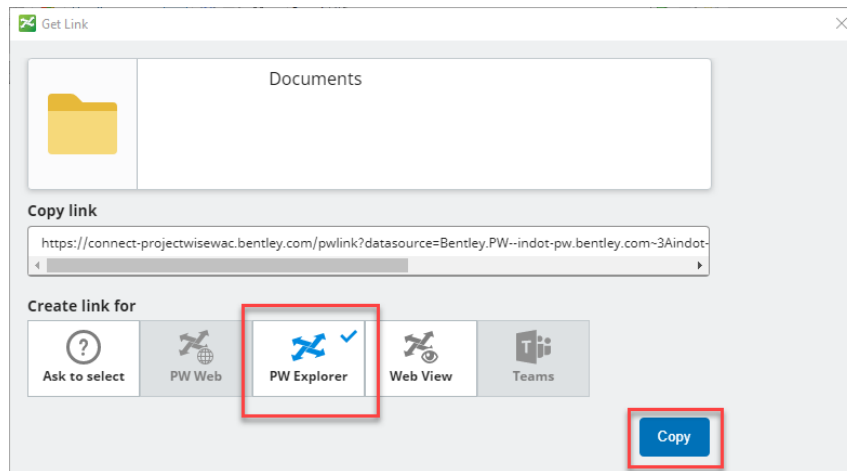 Get Link
Documents
Copy link
https://connect-projectwisewac.bentley.com/pwlink?datasource=Bentley.PW--indot-pw.bentley.com~3Aindot-
Create link for
Ask to select PW Web PW Explorer Web View Teams
Copy